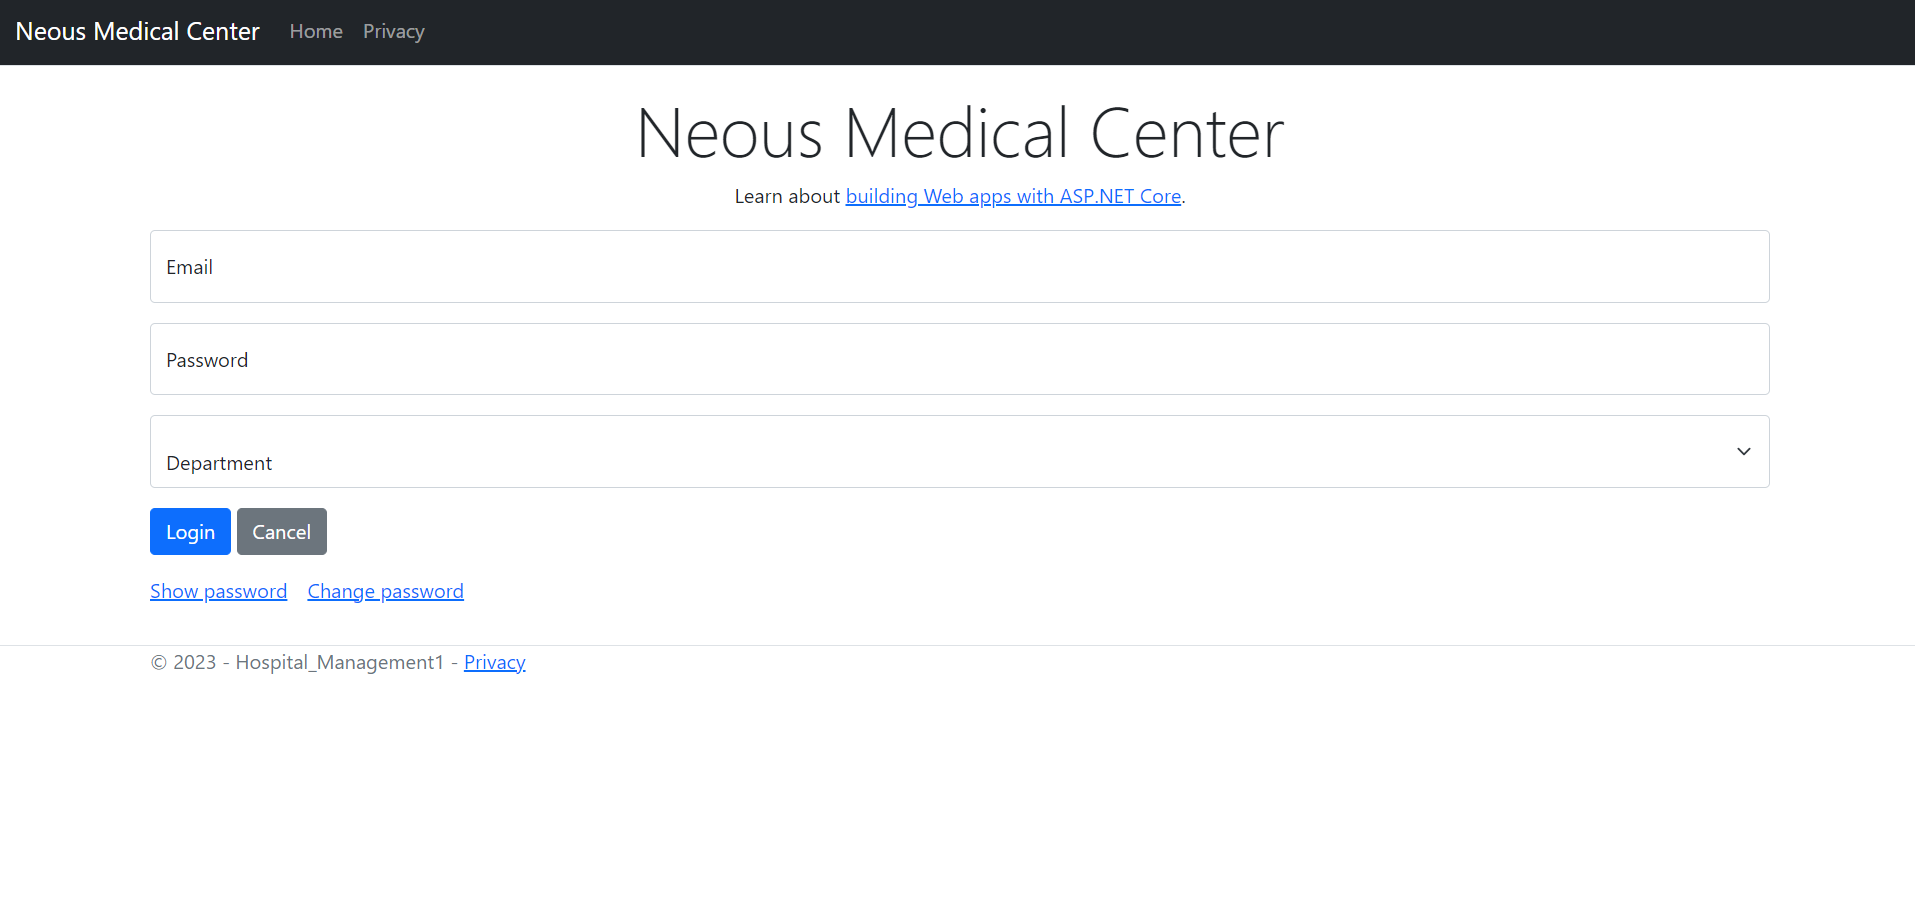 Neous Medical Center Home Privacy
Neous Medical Center
Learn about building Web apps with ASP.NET Core.
Email
Password
Department
Login Cancel
Show password Change password
© 2023 - Hospital_Management1 - Privacy